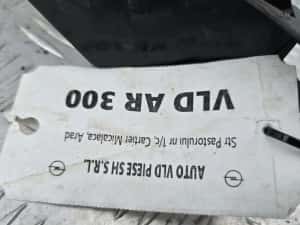 AUTO VLD PIESE SH S.R.L.
Str Pastorului nr 1/c, Cartier Micalaca, Arad
VLD AR 300